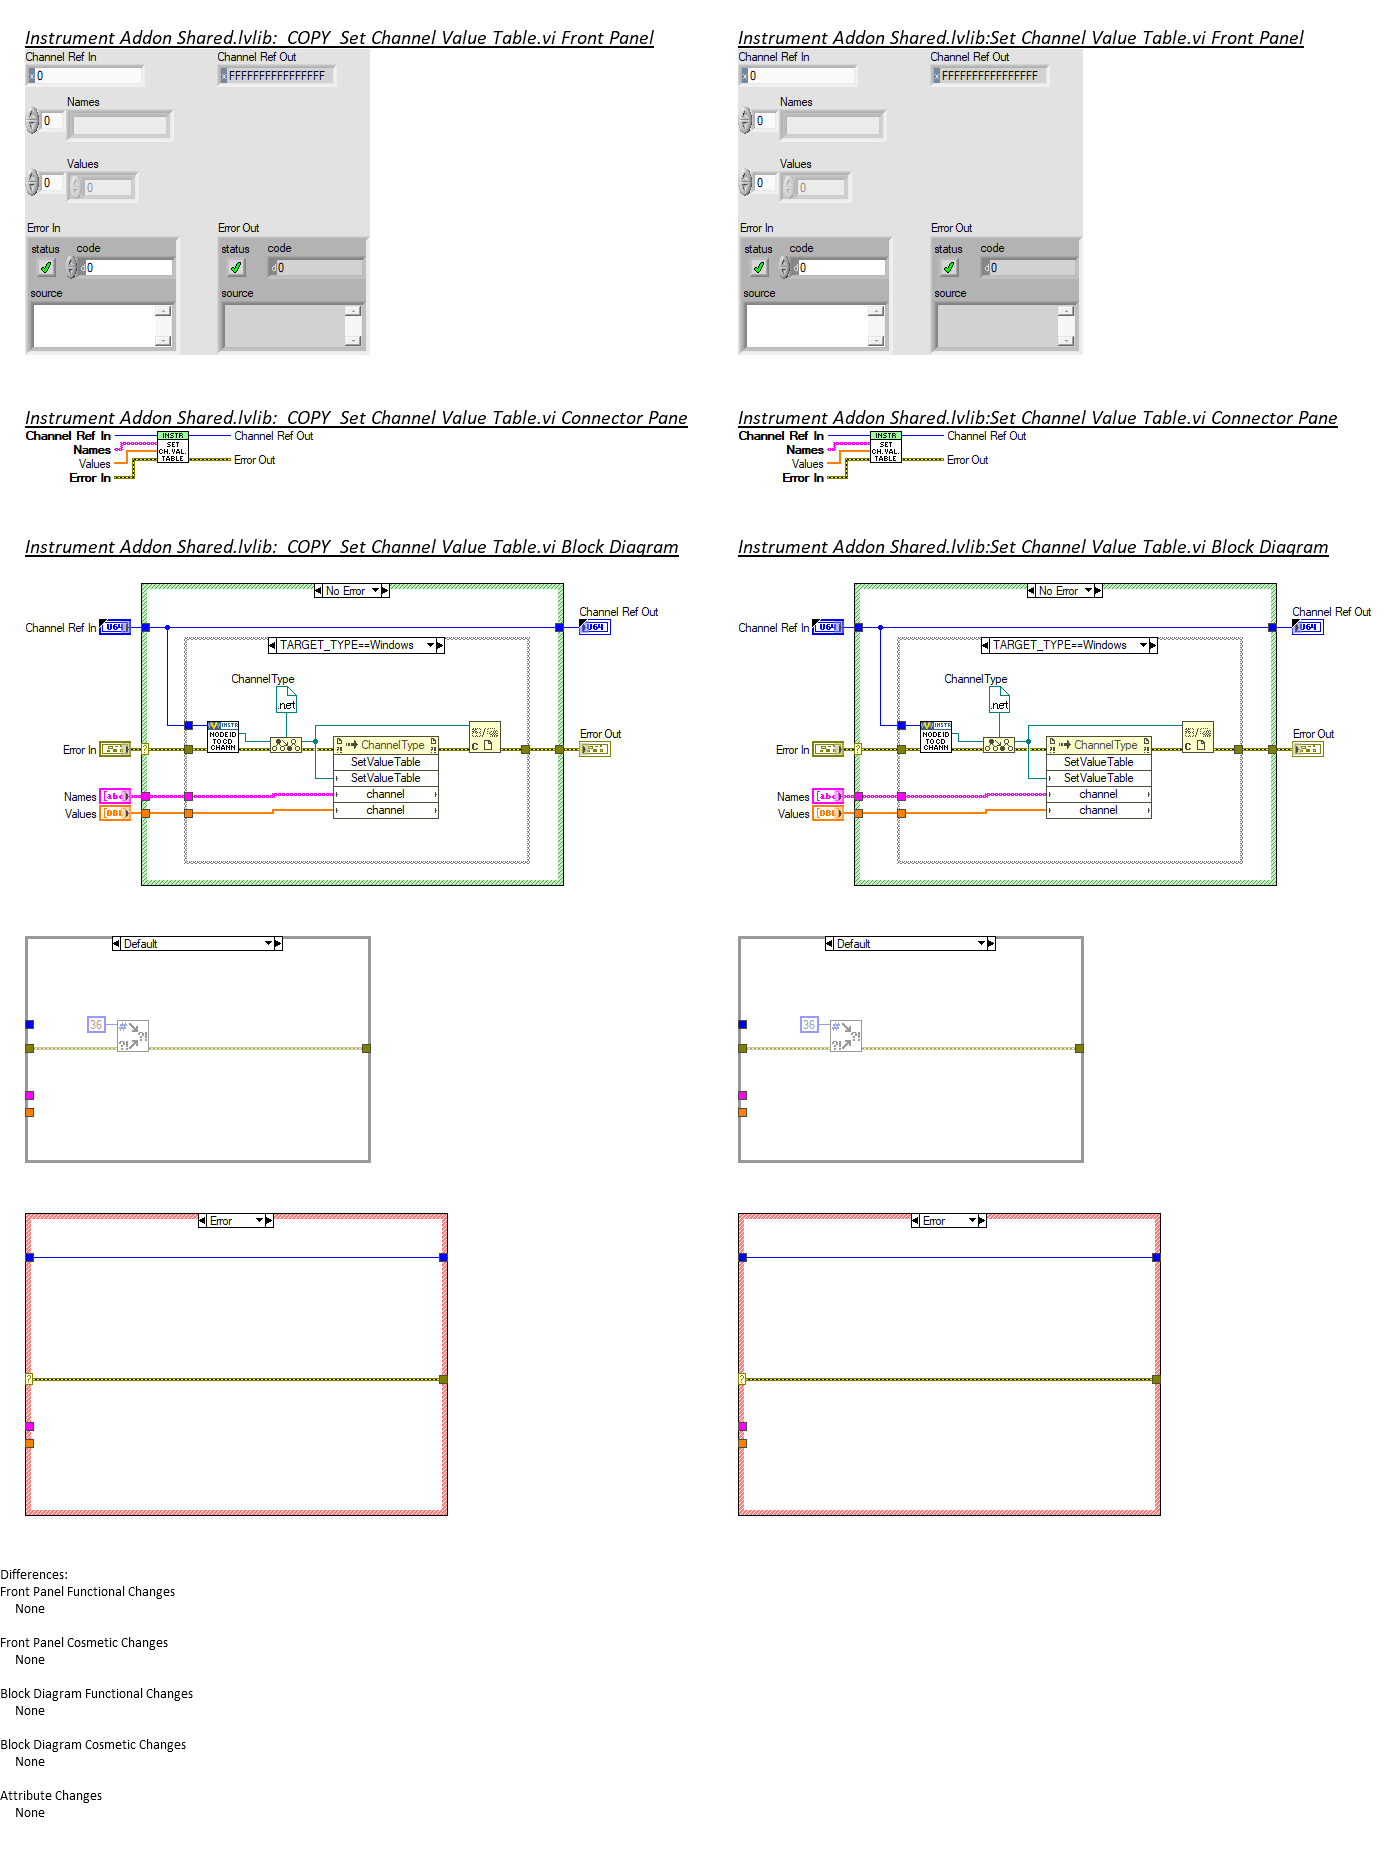 Instrument Addon Shared.lvlib:  COPY  Set Channel Value Table.vi Front Panel
Channel Ref In
Channel Ref Out
x 0
x FFFFFFFFFFFFFFFF
Names
0
Values
0
0
Error In
Error Out
status
code
status
code
d 0
d 0
source
source
Instrument Addon Shared.lvlib:Set Channel Value Table.vi Front Panel
Channel Ref In
Channel Ref Out
x 0
x FFFFFFFFFFFFFFFF
Names
0
Values
0
0
Error In
Error Out
status
code
status
code
d 0
d 0
source
source
Instrument Addon Shared.lvlib:  COPY  Set Channel Value Table.vi Connector Pane
Channel Ref In
Names
Values
Error In
INSTR
SET
CH. VAL.
TABLE
Channel Ref Out
Error Out
Instrument Addon Shared.lvlib:Set Channel Value Table.vi Connector Pane
Channel Ref In
Names
Values
Error In
INSTR
SET
CH. VAL.
TABLE
Channel Ref Out
Error Out
Instrument Addon Shared.lvlib:  COPY  Set Channel Value Table.vi Block Diagram
No Error
Channel Ref In
U64
Channel Ref Out
U64
TARGET_TYPE==Windows
ChannelType
.net
INSTR
NODE ID
TO CD
CHANN
?! ChannelType ?!
SetValueTable
SetValueTable
channel
channel
C
Error In
?
Error Out
Names
abc
Values
DBL
Instrument Addon Shared.lvlib:Set Channel Value Table.vi Block Diagram
No Error
Channel Ref In
U64
Channel Ref Out
U64
TARGET_TYPE==Windows
ChannelType
.net
INSTR
NODE ID
TO CD
CHANN
?! ChannelType ?!
SetValueTable
SetValueTable
channel
channel
C
Error In
?
Error Out
Names
abc
Values
DBL
Default
36
#
?!
?!
Default
36
#
?!
?!
Error
?
Error
?
Differences:
Front Panel Functional Changes
None
Front Panel Cosmetic Changes
None
Block Diagram Functional Changes
None
Block Diagram Cosmetic Changes
None
Attribute Changes
None